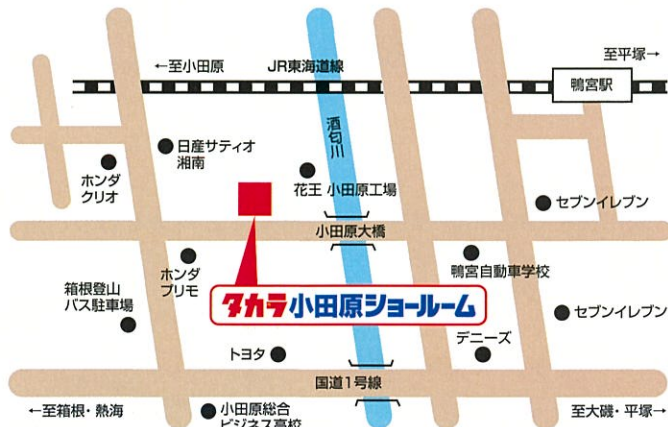 ←至小田原
JR東海道線
至平塚→
鴨宮駅
酒匂川
日産サティオ
湘南
ホンダ
クリオ
花王 小田原工場
セブンイレブン
小田原大橋
ホンダ
プリモ
鴨宮自動車学校
箱根登山
バス駐車場
タカラ小田原ショールーム
セブンイレブン
トヨタ
デニーズ
国道1号線
←至箱根・熱海
小田原総合
ビジネス高校
至大磯・平塚→